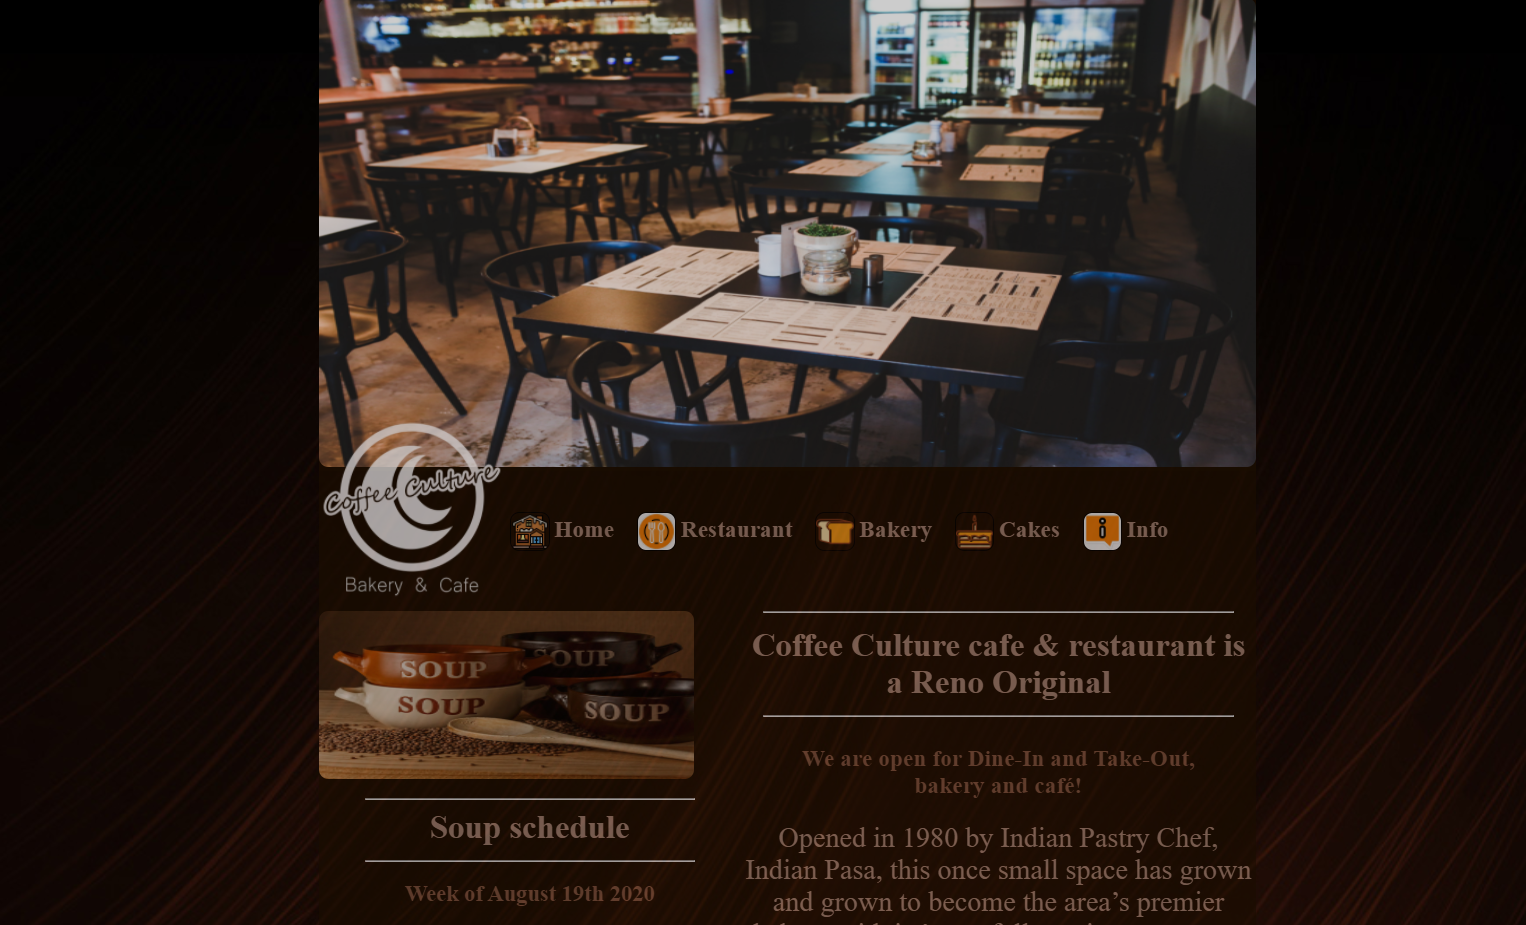 Coffee Culture
Bakery & Cafe
Home Restaurant Bakery Cakes Info
SOUP
SOUP
SOUP
SOUP
Soup schedule
Week of August 19th 2020
Coffee Culture cafe & restaurant is
a Reno Original
We are open for Dine-In and Take-Out,
bakery and café!
Opened in 1980 by Indian Pastry Chef,
Indian Pasa, this once small space has grown
and grown to become the area’s premier